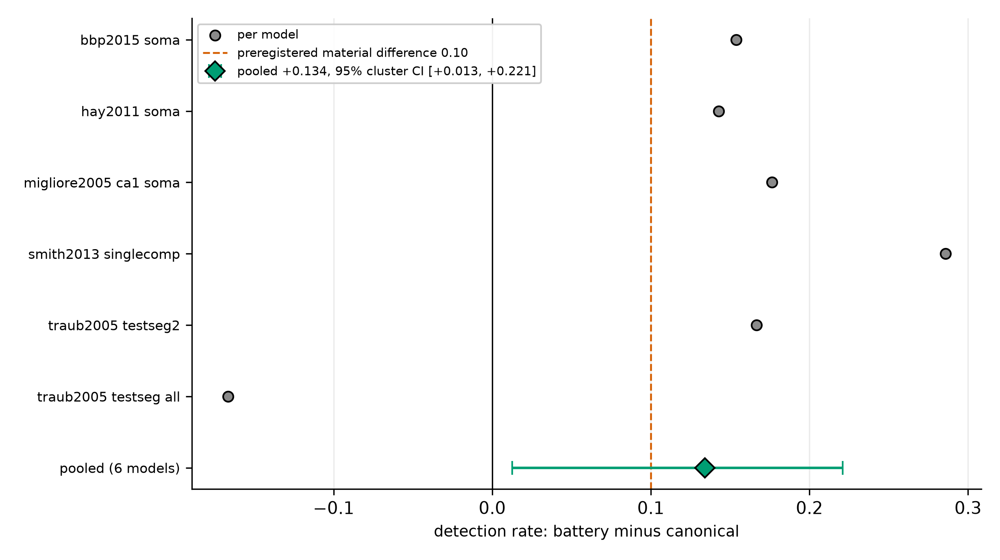 per model
preregistered material difference 0.10
pooled +0.134, 95% cluster CI [+0.013, +0.221]
bbp2015 soma
hay2011 soma
migliore2005 ca1 soma
smith2013 singlecomp
traub2005 testseg2
traub2005 testseg all
pooled (6 models)
−0.1 0.0 0.1 0.2 0.3
detection rate: battery minus canonical